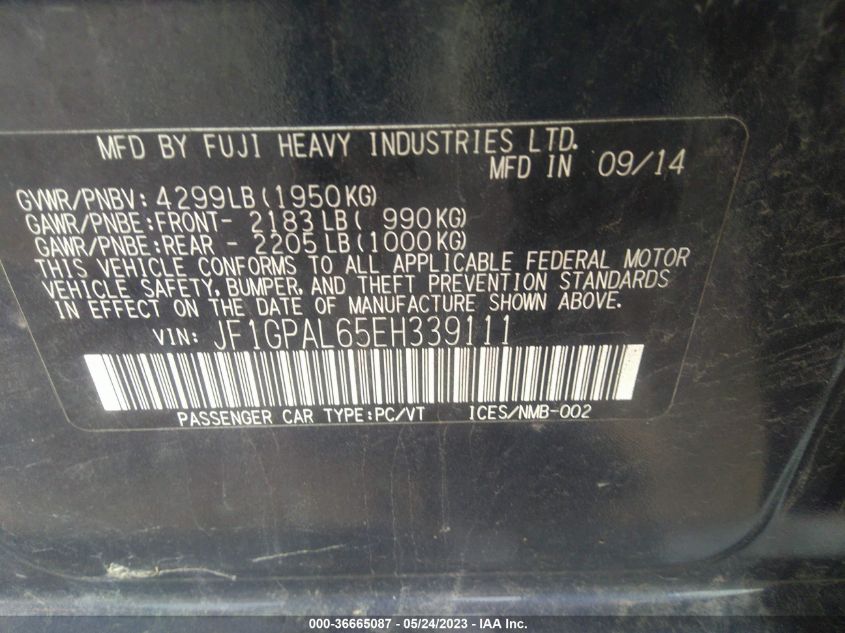 MFD BY FUJI HEAVY INDUSTRIES LTD.
MFD IN 09/14
GVWR/PNBV: 4299LB(1950KG)
GAWR/PNBE:FRONT- 2183LB( 990KG)
GAWR/PNBE:REAR - 2205LB(1000KG)
THIS VEHICLE CONFORMS TO ALL APPLICABLE FEDERAL MOTOR
VEHICLE SAFETY, BUMPER, AND THEFT PREVENTION STANDARDS
IN EFFECT ON THE DATE OF MANUFACTURE SHOWN ABOVE.
VIN: JF1GPAL65EH339111
PASSENGER CAR TYPE:PC/VT ICES/NMB-002
000-36665087 - 05/24/2023 - IAA Inc.